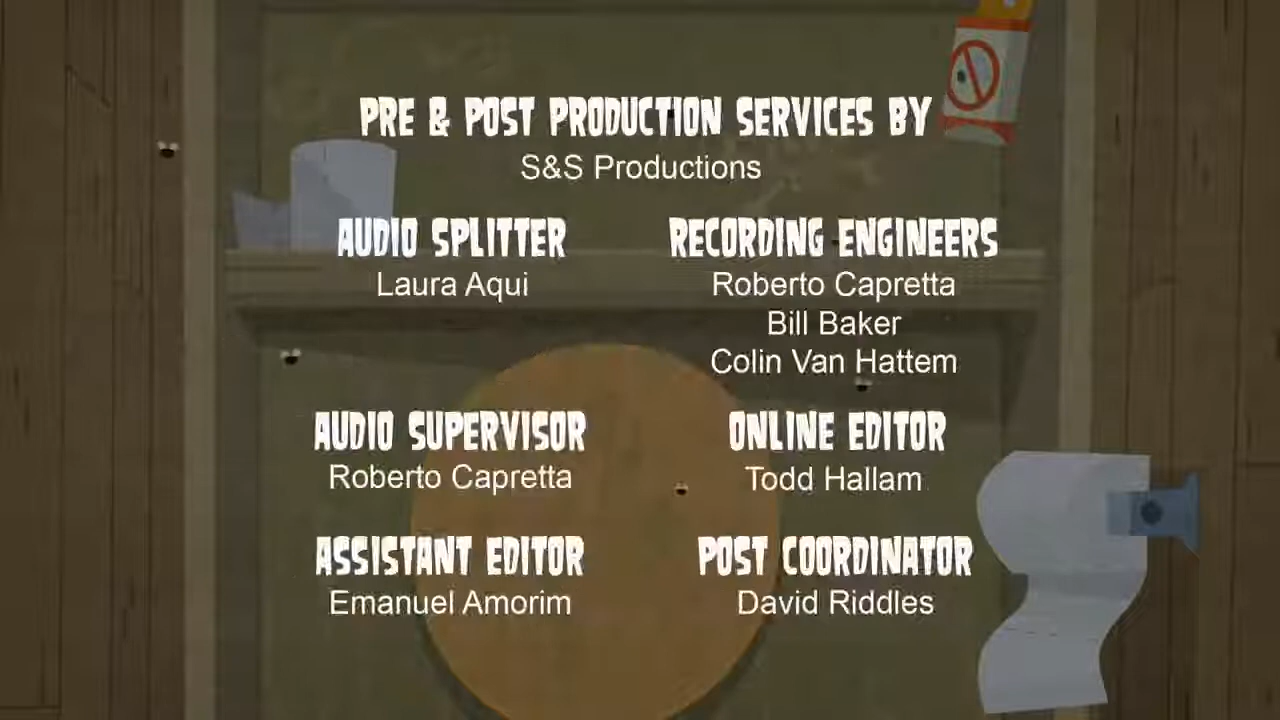 PRE & POST PRODUCTION SERVICES BY
S&S Productions
AUDIO SPLITTER
Laura Aqui
RECORDING ENGINEERS
Roberto Capretta
Bill Baker
Colin Van Hattem
AUDIO SUPERVISOR
Roberto Capretta
ONLINE EDITOR
Todd Hallam
ASSISTANT EDITOR
Emanuel Amorim
POST COORDINATOR
David Riddles